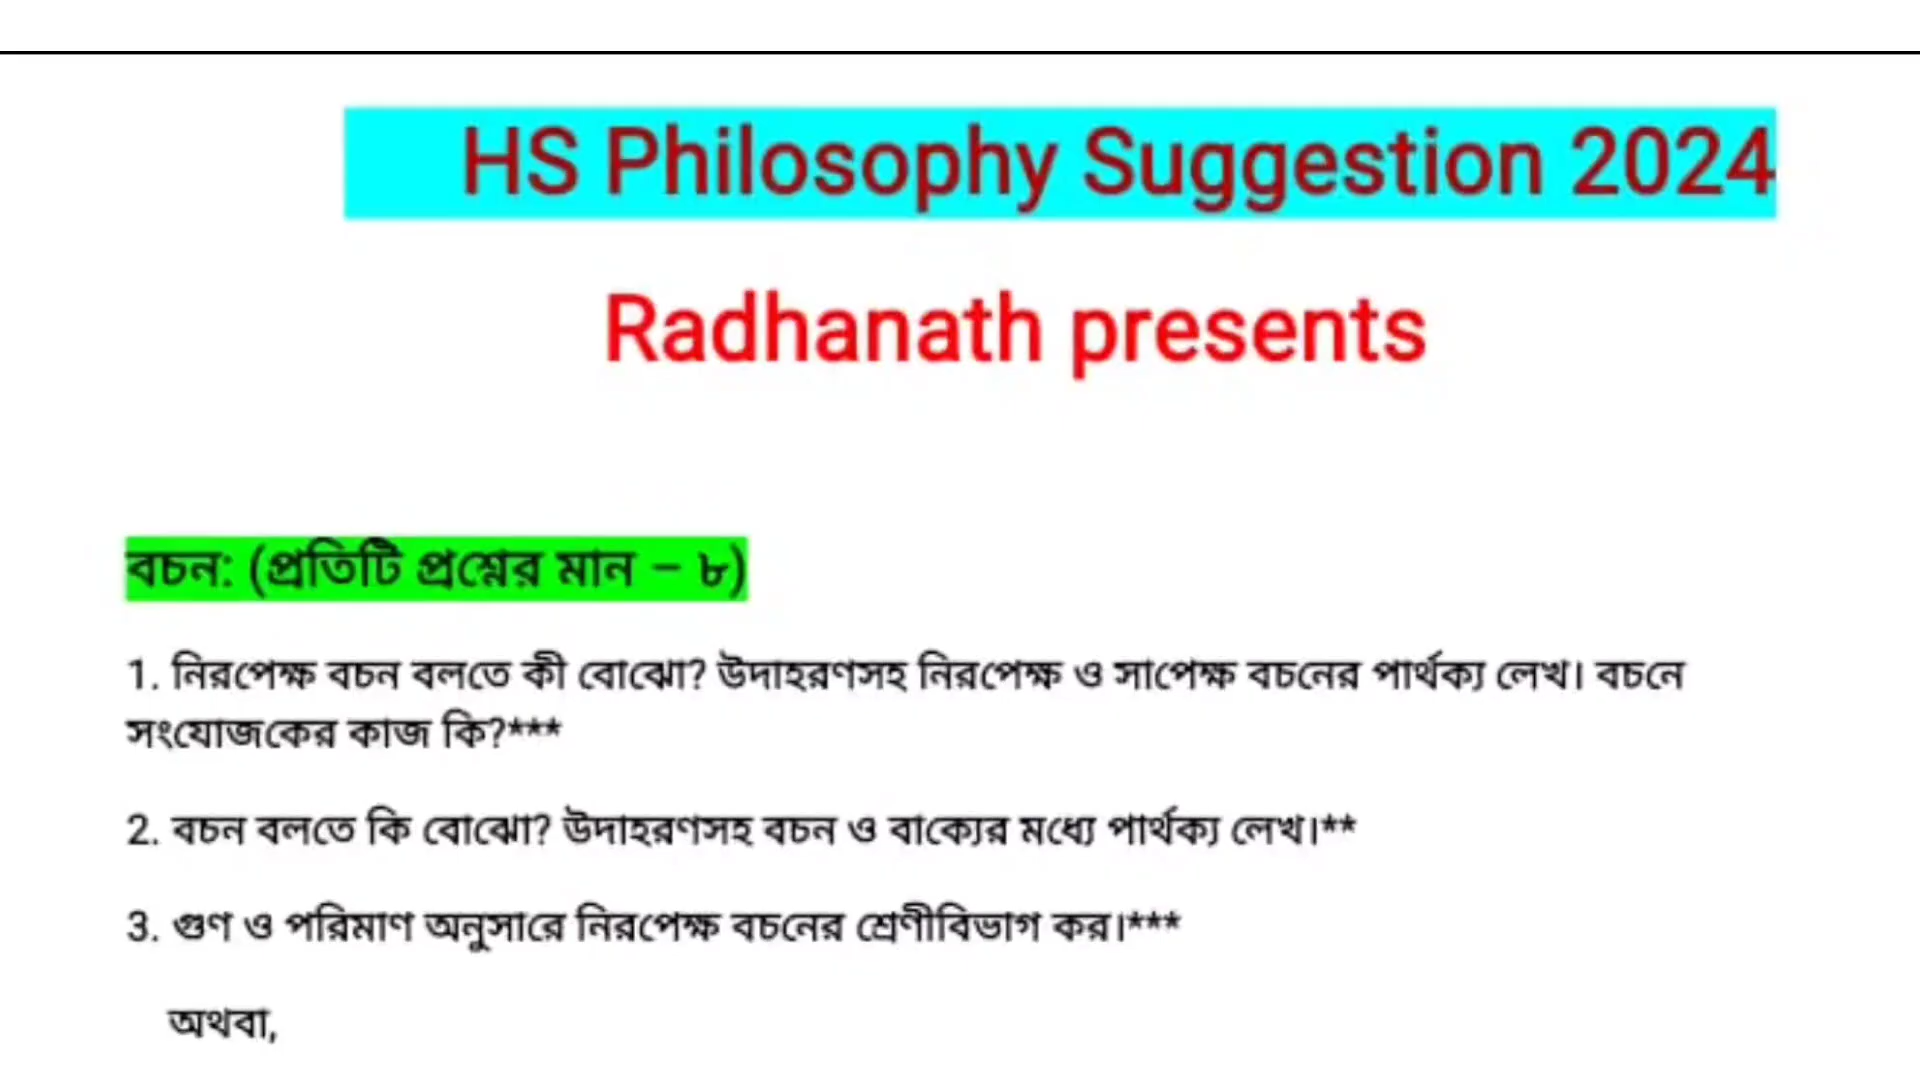 HS Philosophy Suggestion 2024
Radhanath presents
বচন: (প্রতিটি প্রশ্নের মান – ৮)
1. নিরপেক্ষ বচন বলতে কী বোঝো? উদাহরণসহ নিরপেক্ষ ও সাপেক্ষ বচনের পার্থক্য লেখ। বচনে
সংযোজকের কাজ কি?***
2. বচন বলতে কি বোঝো? উদাহরণসহ বচন ও বাক্যের মধ্যে পার্থক্য লেখ।**
3. গুণ ও পরিমাণ অনুসারে নিরপেক্ষ বচনের শ্রেণীবিভাগ কর।***
অথবা,